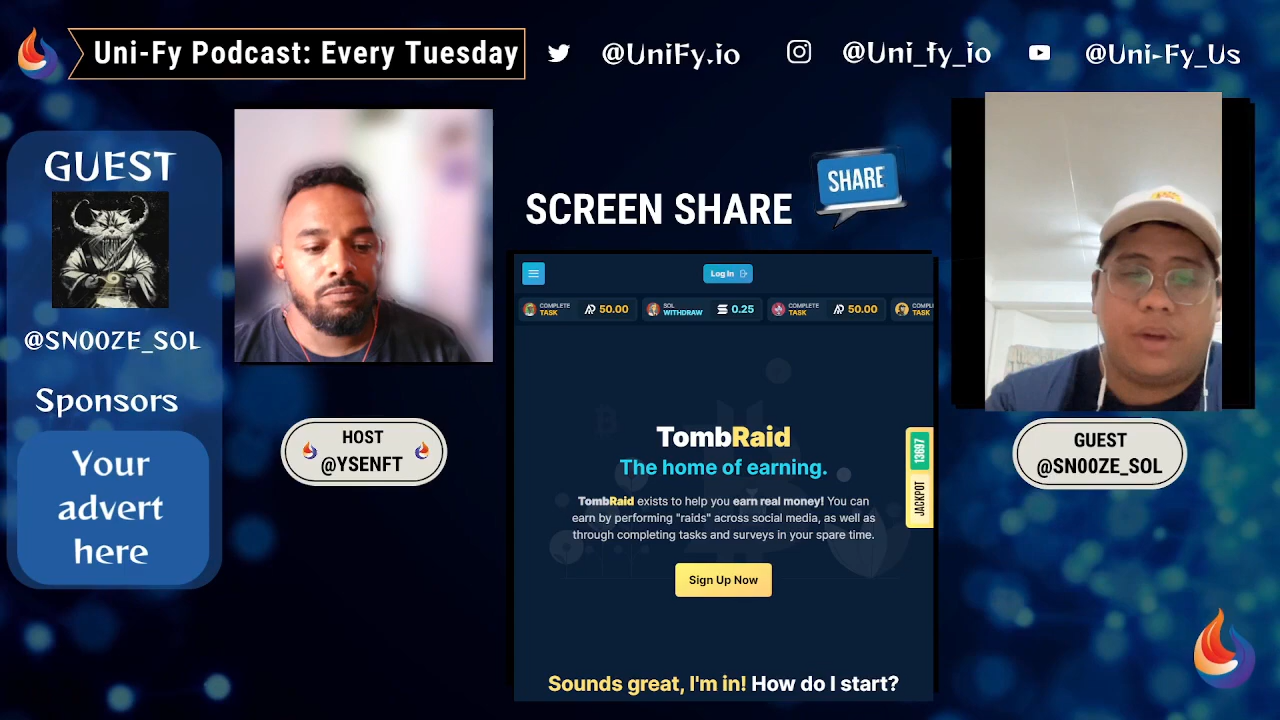 Uni-Fy Podcast: Every Tuesday
@UniFy.io
@Uni_fy_io
@Uni-Fy_Us
GUEST
@SN00ZE_SOL
Sponsors
Your
advert
here
HOST
@YSENFT
SCREEN SHARE
SHARE
Log In
COMPLETE
TASK
50.00
SOL
WITHDRAW
0.25
COMPLETE
TASK
50.00
TASK
TombRaid
The home of earning.
TombRaid exists to help you earn real money! You can
earn by performing "raids" across social media, as well as
through completing tasks and surveys in your spare time.
Sign Up Now
13697
JACKPOT
Sounds great, I'm in! How do I start?
GUEST
@SN00ZE_SOL